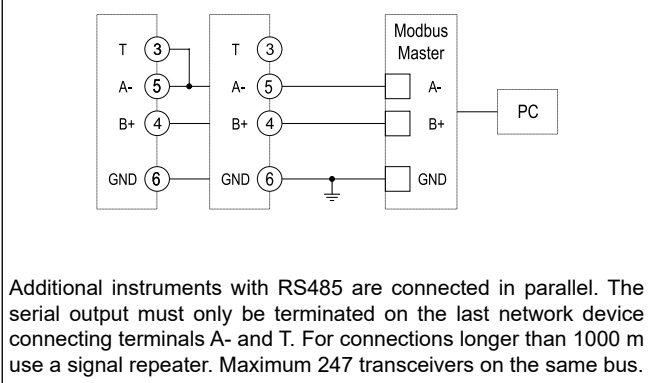 Modbus
Master
T 3 T 3
A- 5 A- 5 A-
PC
B+ 4 B+ 4 B+
GND 6 GND 6 GND
Additional instruments with RS485 are connected in parallel. The
serial output must only be terminated on the last network device
connecting terminals A- and T. For connections longer than 1000 m
use a signal repeater. Maximum 247 transceivers on the same bus.